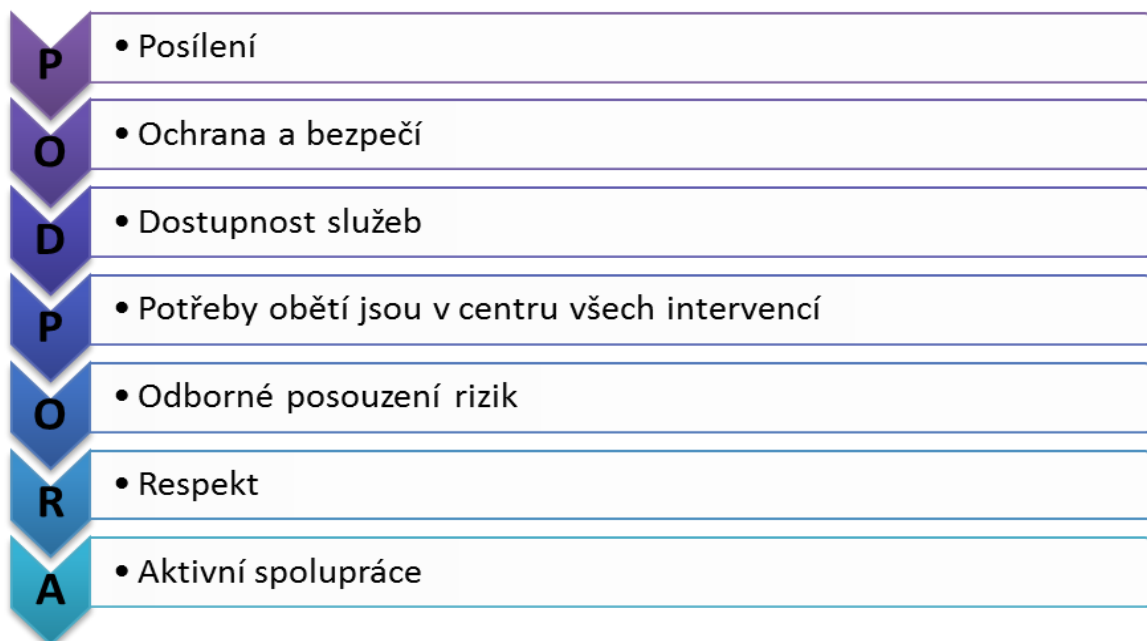 P • Posílení
O • Ochrana a bezpečí
D • Dostupnost služeb
P • Potřeby obětí jsou v centru všech intervencí
O • Odborné posouzení rizik
R • Respekt
A • Aktivní spolupráce